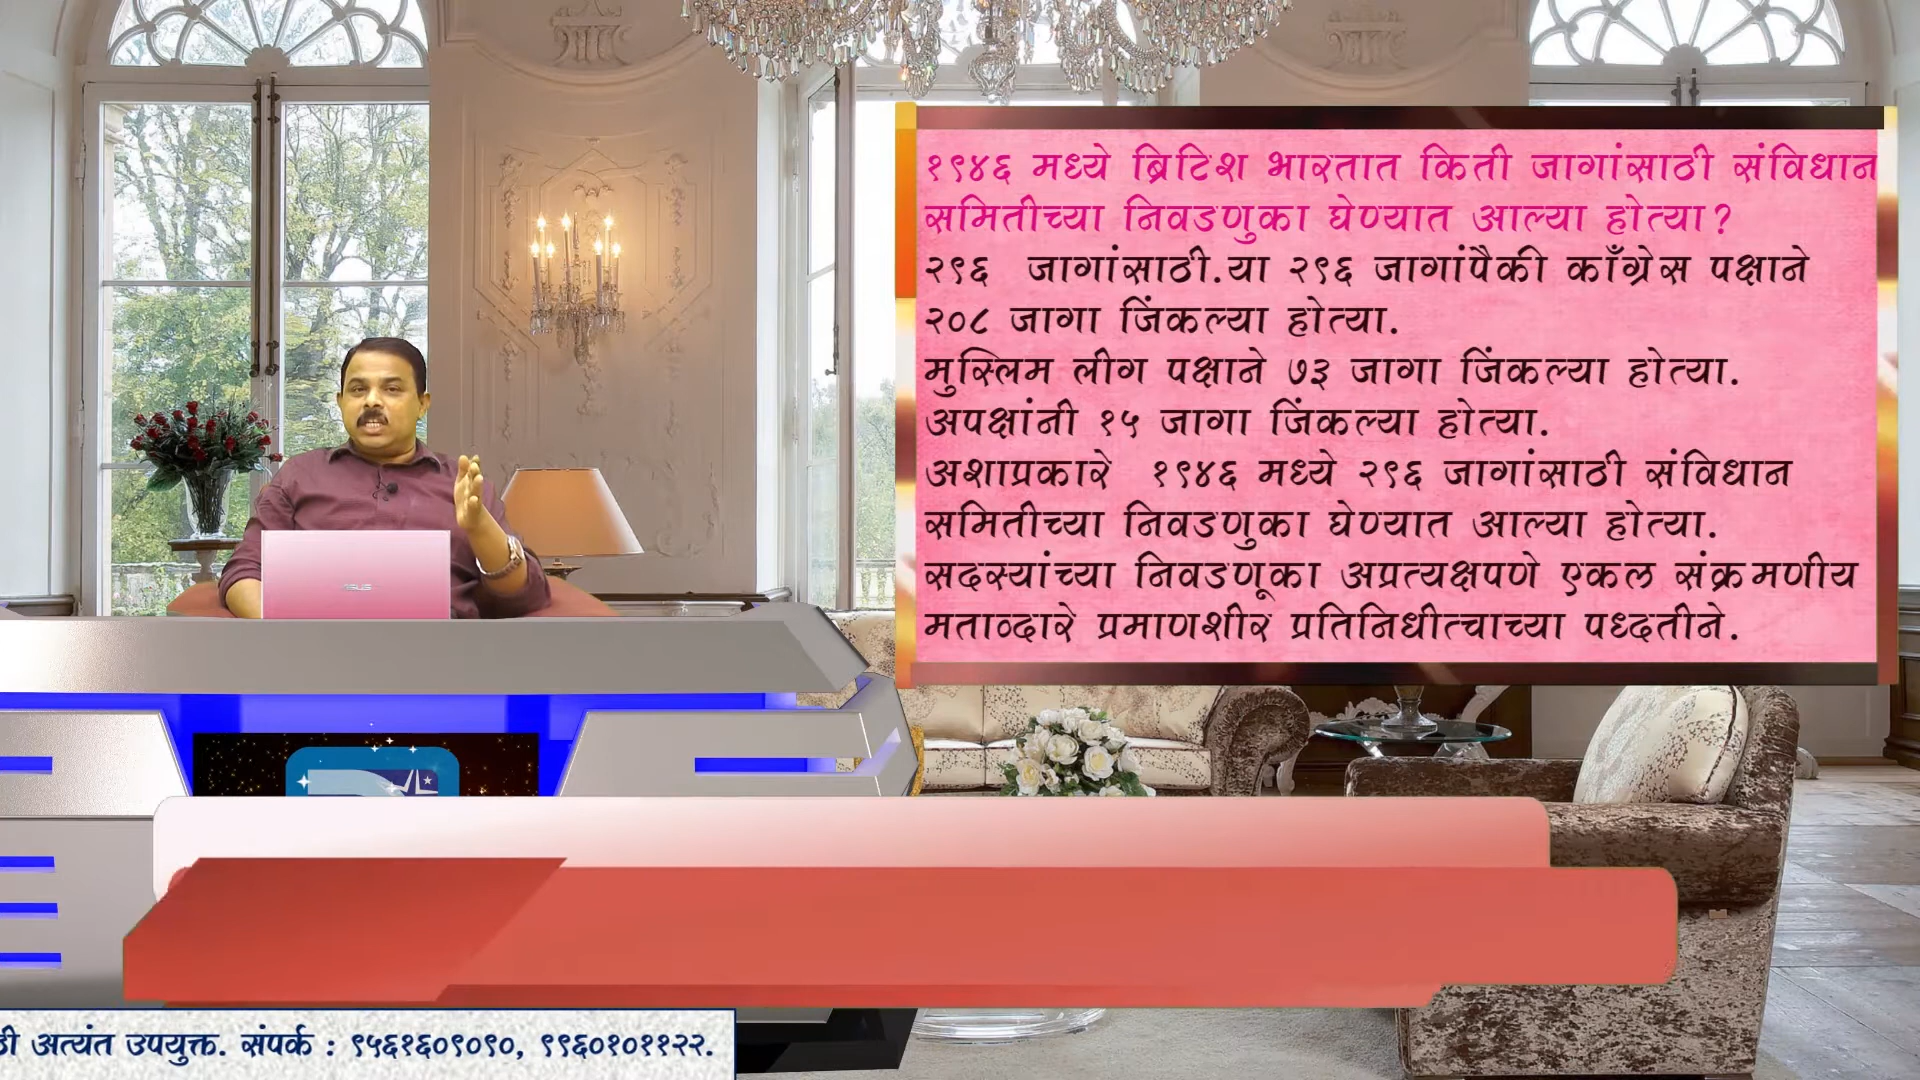 १९४६ मध्ये ब्रिटिश भारतात किती जागांसाठी संविधान
समितीच्या निवडणुका घेण्यात आल्या होत्या?
२९६ जागांसाठी.या २९६ जागांपैकी काँग्रेस पक्षाने
२०८ जागा जिंकल्या होत्या.
मुस्लिम लीग पक्षाने ७३ जागा जिंकल्या होत्या.
अपक्षांनी १५ जागा जिंकल्या होत्या.
अशाप्रकारे १९४६ मध्ये २९६ जागांसाठी संविधान
समितीच्या निवडणुका घेण्यात आल्या होत्या.
सदस्यांच्या निवडणूका अप्रत्यक्षपणे एकल संक्रमणीय
मताव्दारे प्रमाणशीर प्रतिनिधीत्वाच्या पध्दतीने.
ASUS
अत्यंत उपयुक्त. संपर्क : ९५६१६०९०९०, ९९६०१०११२२.